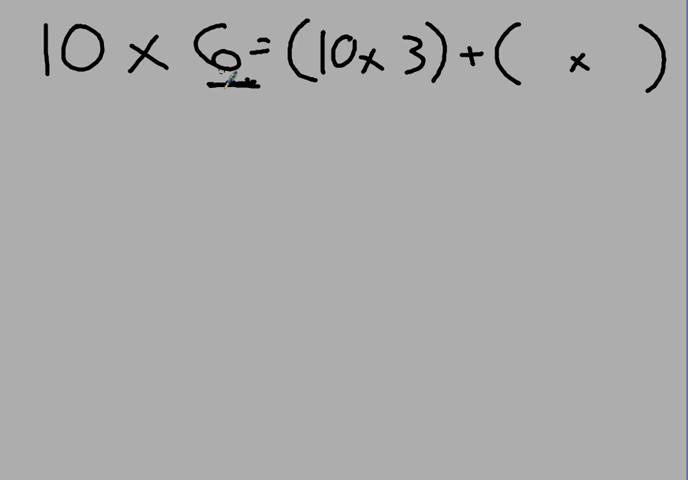 10 x 6 = (10 x 3) + ( x )